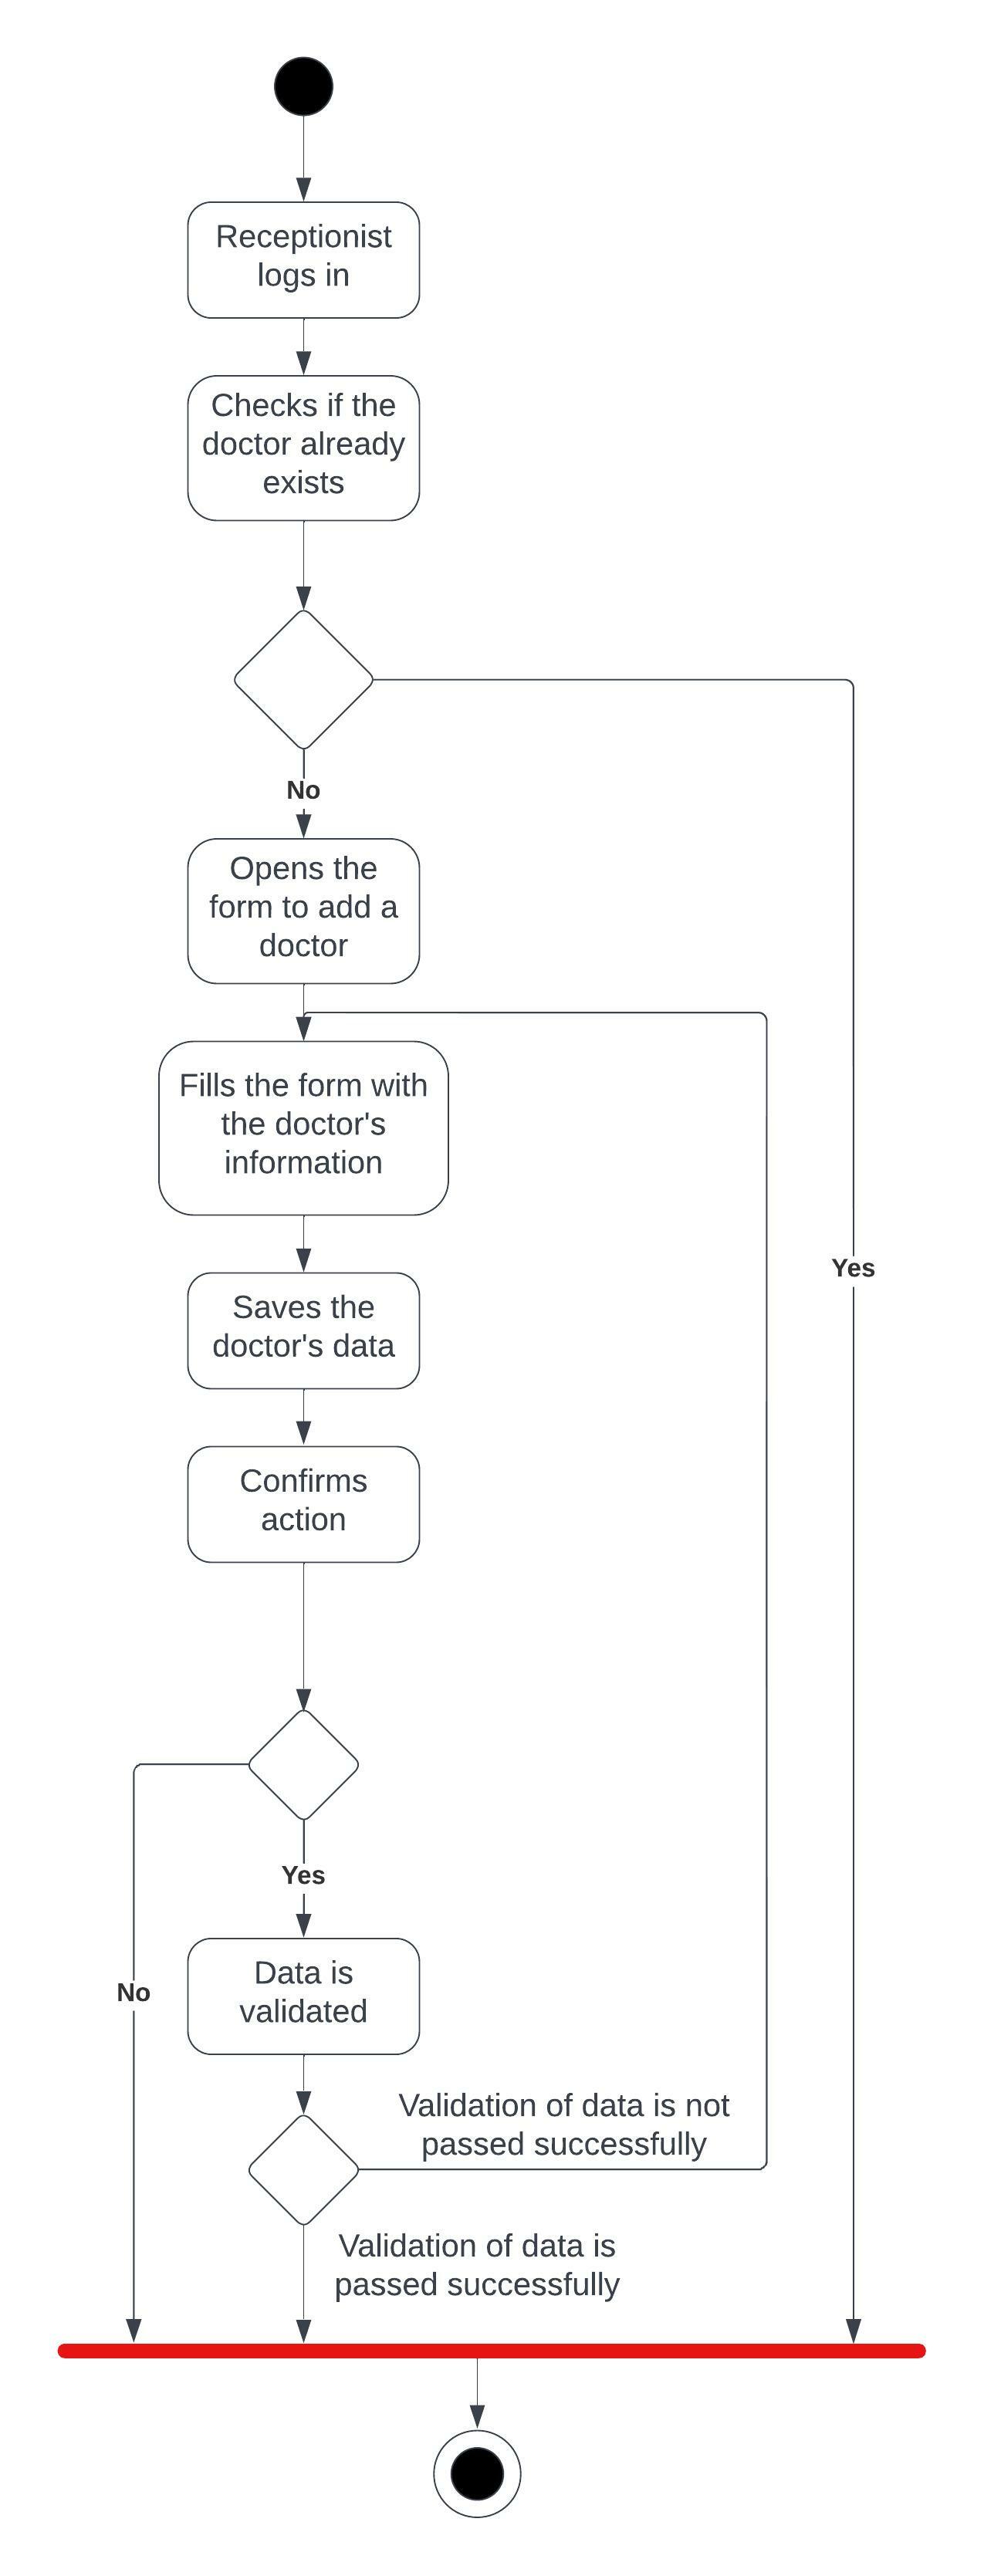 Receptionist
logs in
Checks if the
doctor already
exists
No
Opens the
form to add a
doctor
Fills the form with
the doctor's
information
Yes
Saves the
doctor's data
Confirms
action
Yes
Data is
validated
No
Validation of data is not
passed successfully
Validation of data is
passed successfully